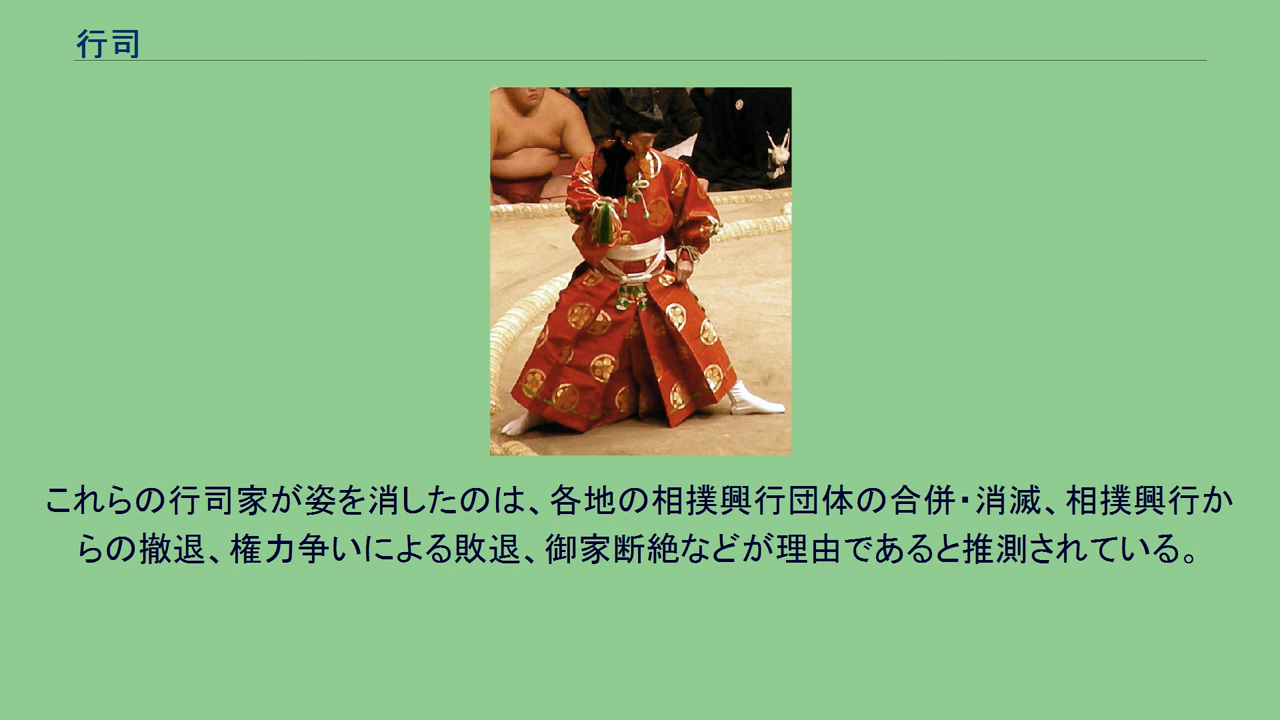 行司
これらの行司家が姿を消したのは、各地の相撲興行団体の合併・消滅、相撲興行か
らの撤退、権力争いによる敗退、御家断絶などが理由であると推測されている。